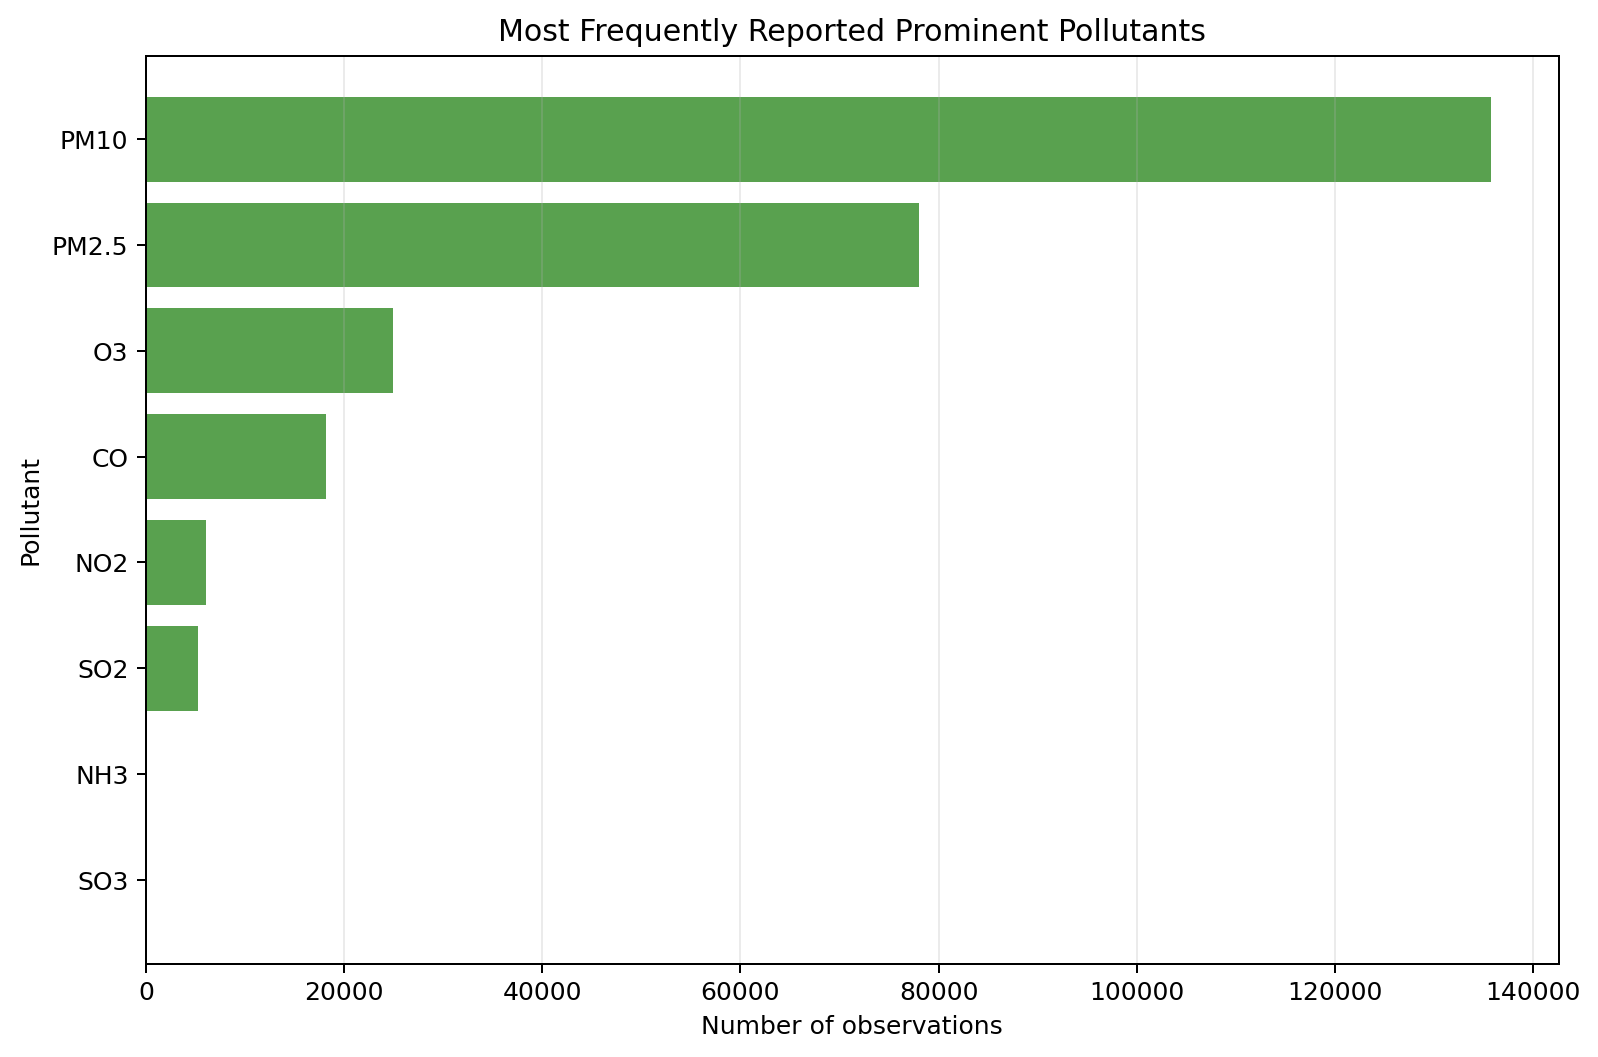 Most Frequently Reported Prominent Pollutants
PM10
PM2.5
O3
CO
NO2
SO2
NH3
SO3
Pollutant
0 20000 40000 60000 80000 100000 120000 140000
Number of observations